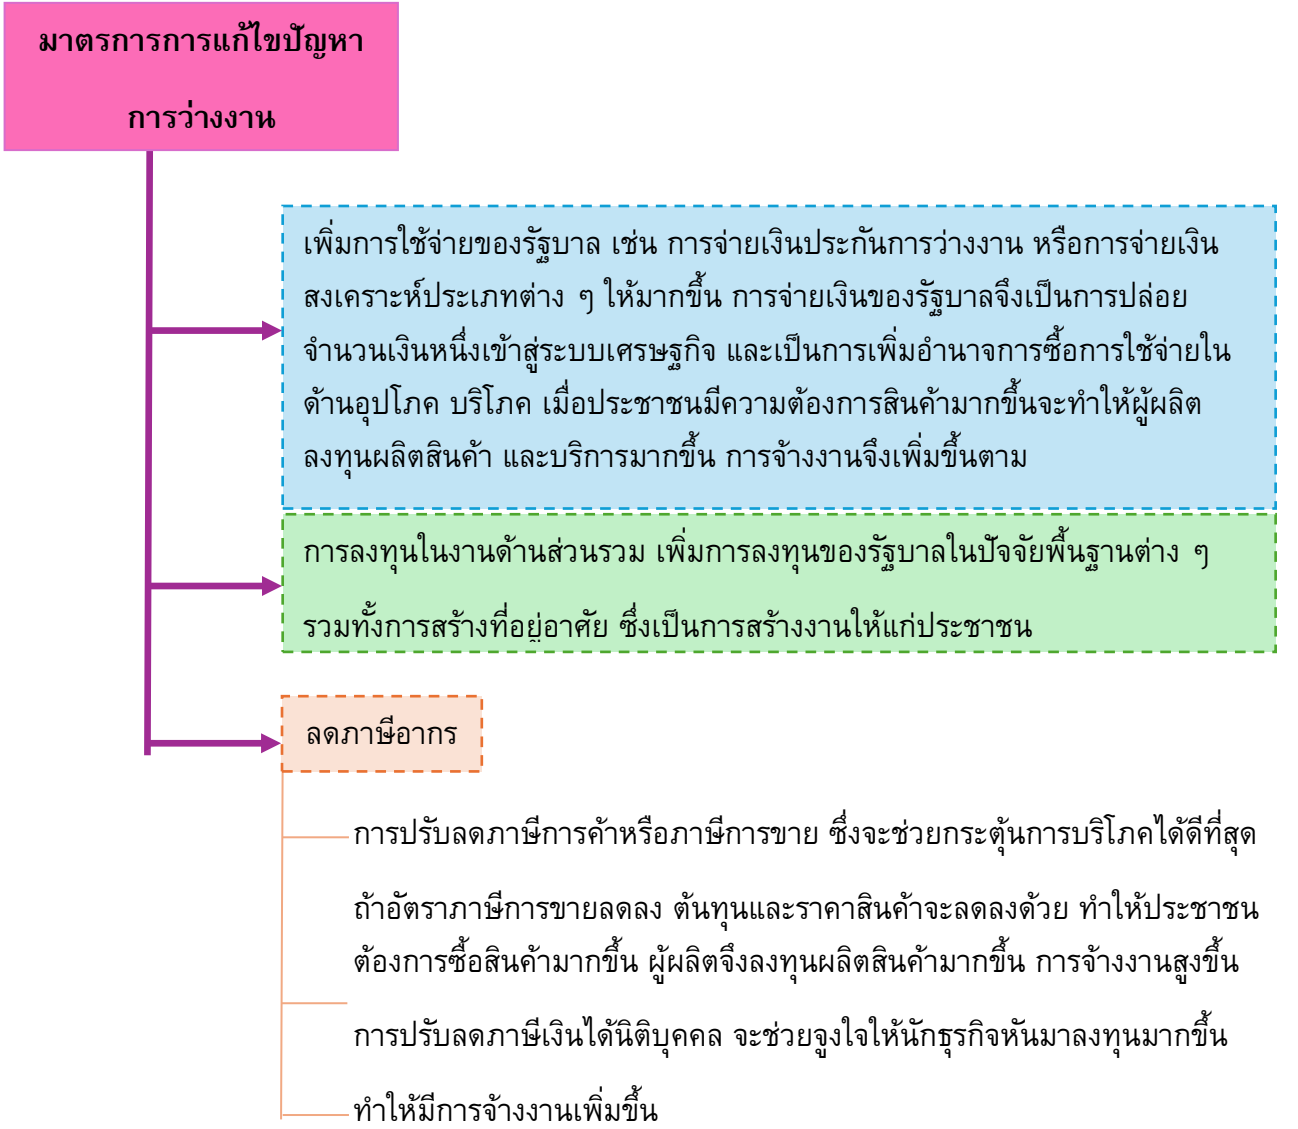 มาตรการการแก้ไขปัญหา
การว่างงาน
เพิ่มการใช้จ่ายของรัฐบาล เช่น การจ่ายเงินประกันการว่างงาน หรือการจ่ายเงิน
สงเคราะห์ประเภทต่าง ๆ ให้มากขึ้น การจ่ายเงินของรัฐบาลจึงเป็นการปล่อย
จำนวนเงินหนึ่งเข้าสู่ระบบเศรษฐกิจ และเป็นการเพิ่มอำนาจการซื้อการใช้จ่ายใน
ด้านอุปโภค บริโภค เมื่อประชาชนมีความต้องการสินค้ามากขึ้นจะทำให้ผู้ผลิต
ลงทุนผลิตสินค้า และบริการมากขึ้น การจ้างงานจึงเพิ่มขึ้นตาม
การลงทุนในงานด้านส่วนรวม เพิ่มการลงทุนของรัฐบาลในปัจจัยพื้นฐานต่าง ๆ
รวมทั้งการสร้างที่อยู่อาศัย ซึ่งเป็นการสร้างงานให้แก่ประชาชน
ลดภาษีอากร
การปรับลดภาษีการค้าหรือภาษีการขาย ซึ่งจะช่วยกระตุ้นการบริโภคได้ดีที่สุด
ถ้าอัตราภาษีการขายลดลง ต้นทุนและราคาสินค้าจะลดลงด้วย ทำให้ประชาชน
ต้องการซื้อสินค้ามากขึ้น ผู้ผลิตจึงลงทุนผลิตสินค้ามากขึ้น การจ้างงานสูงขึ้น
การปรับลดภาษีเงินได้นิติบุคคล จะช่วยจูงใจให้นักธุรกิจหันมาลงทุนมากขึ้น
ทำให้มีการจ้างงานเพิ่มขึ้น